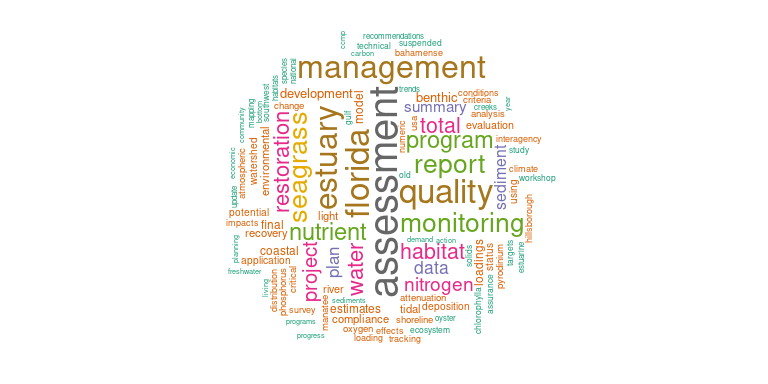 recommendations
ccmp
technical
suspended
carbon
bahamense
management
species
national
habitats
development
trends
conditions
benthic
criteria
year
southwest
change
model
summary
creeks
analysis
mapping
bottom
gulf
usa
total
evaluation
community
restoration
seagrass
estuary
florida
assessment
numeric
program
interagency
environmental
watershed
report
sediment
study
economic
atmospheric
old
climate
workshop
update
quality
using
potential
light
hillsborough
impacts
final
nutrient
monitoring
recovery
planning
coastal
project
plan
water
demand
action
habitat
solids
loadings
status
targets
estuarine
application
data
pyrodinium
freshwater
critical
nitrogen
assurance
living
distribution
phosphorus
river
sediments
attenuation
chlorophylla
survey
manatee
estimates
tidal
deposition
programs
compliance
shoreline
oyster
oxygen
effects
ecosystem
progress
loading
tracking